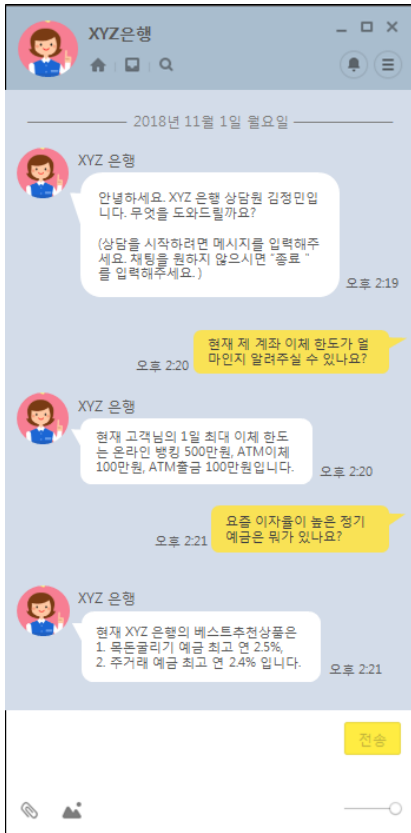 XYZ은행
2018년 11월 1일 월요일
XYZ 은행
안녕하세요. XYZ 은행 상담원 김정민입
니다. 무엇을 도와드릴까요?
(상담을 시작하려면 메시지를 입력해주
세요. 채팅을 원하지 않으시면 "종료 "
를 입력해주세요.)
오후 2:19
현재 제 계좌 이체 한도가 얼
마인지 알려주실 수 있나요?
오후 2:20
XYZ 은행
현재 고객님의 1일 최대 이체 한도
는 온라인 뱅킹 500만원, ATM이체
100만원, ATM출금 100만원입니다.
오후 2:20
요즘 이자율이 높은 정기
예금은 뭐가 있나요?
오후 2:21
XYZ 은행
현재 XYZ 은행의 베스트추천상품은
1. 목돈굴리기 예금 최고 연 2.5%,
2. 주거래 예금 최고 연 2.4% 입니다.
오후 2:21
전송